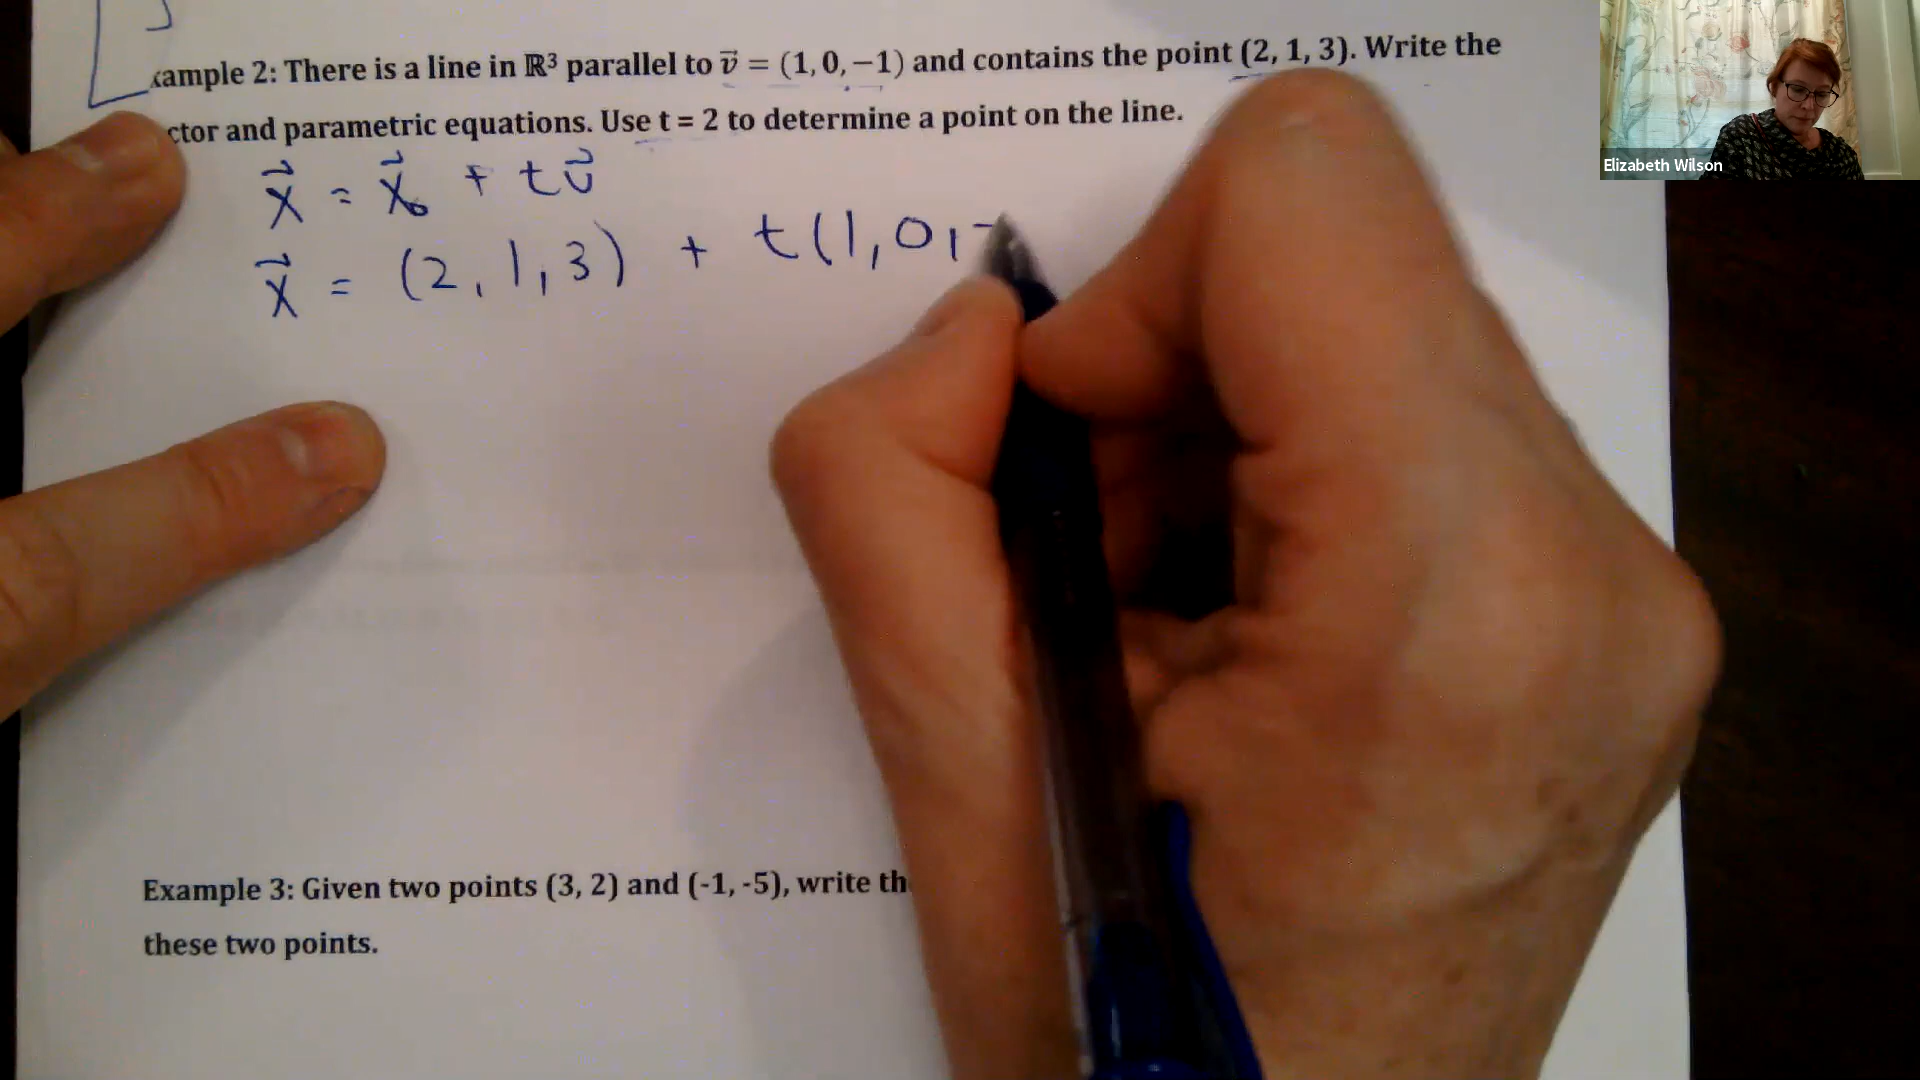 xample 2: There is a line in ℝ³ parallel to v⃗ = (1, 0, −1) and contains the point (2, 1, 3). Write the
ctor and parametric equations. Use t = 2 to determine a point on the line.
x⃗ = x⃗₀ + tv⃗
x⃗ = (2, 1, 3) + t(1, 0, -
Example 3: Given two points (3, 2) and (-1, -5), write th
these two points.
Elizabeth Wilson